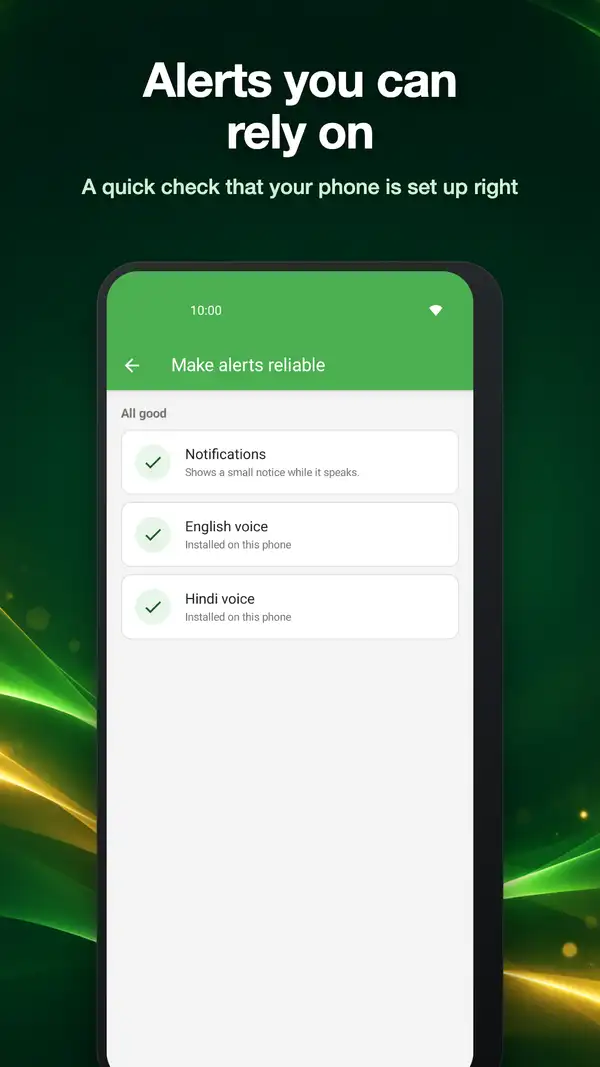 Alerts you can
rely on
A quick check that your phone is set up right
10:00
Make alerts reliable
All good
Notifications
Shows a small notice while it speaks.
English voice
Installed on this phone
Hindi voice
Installed on this phone